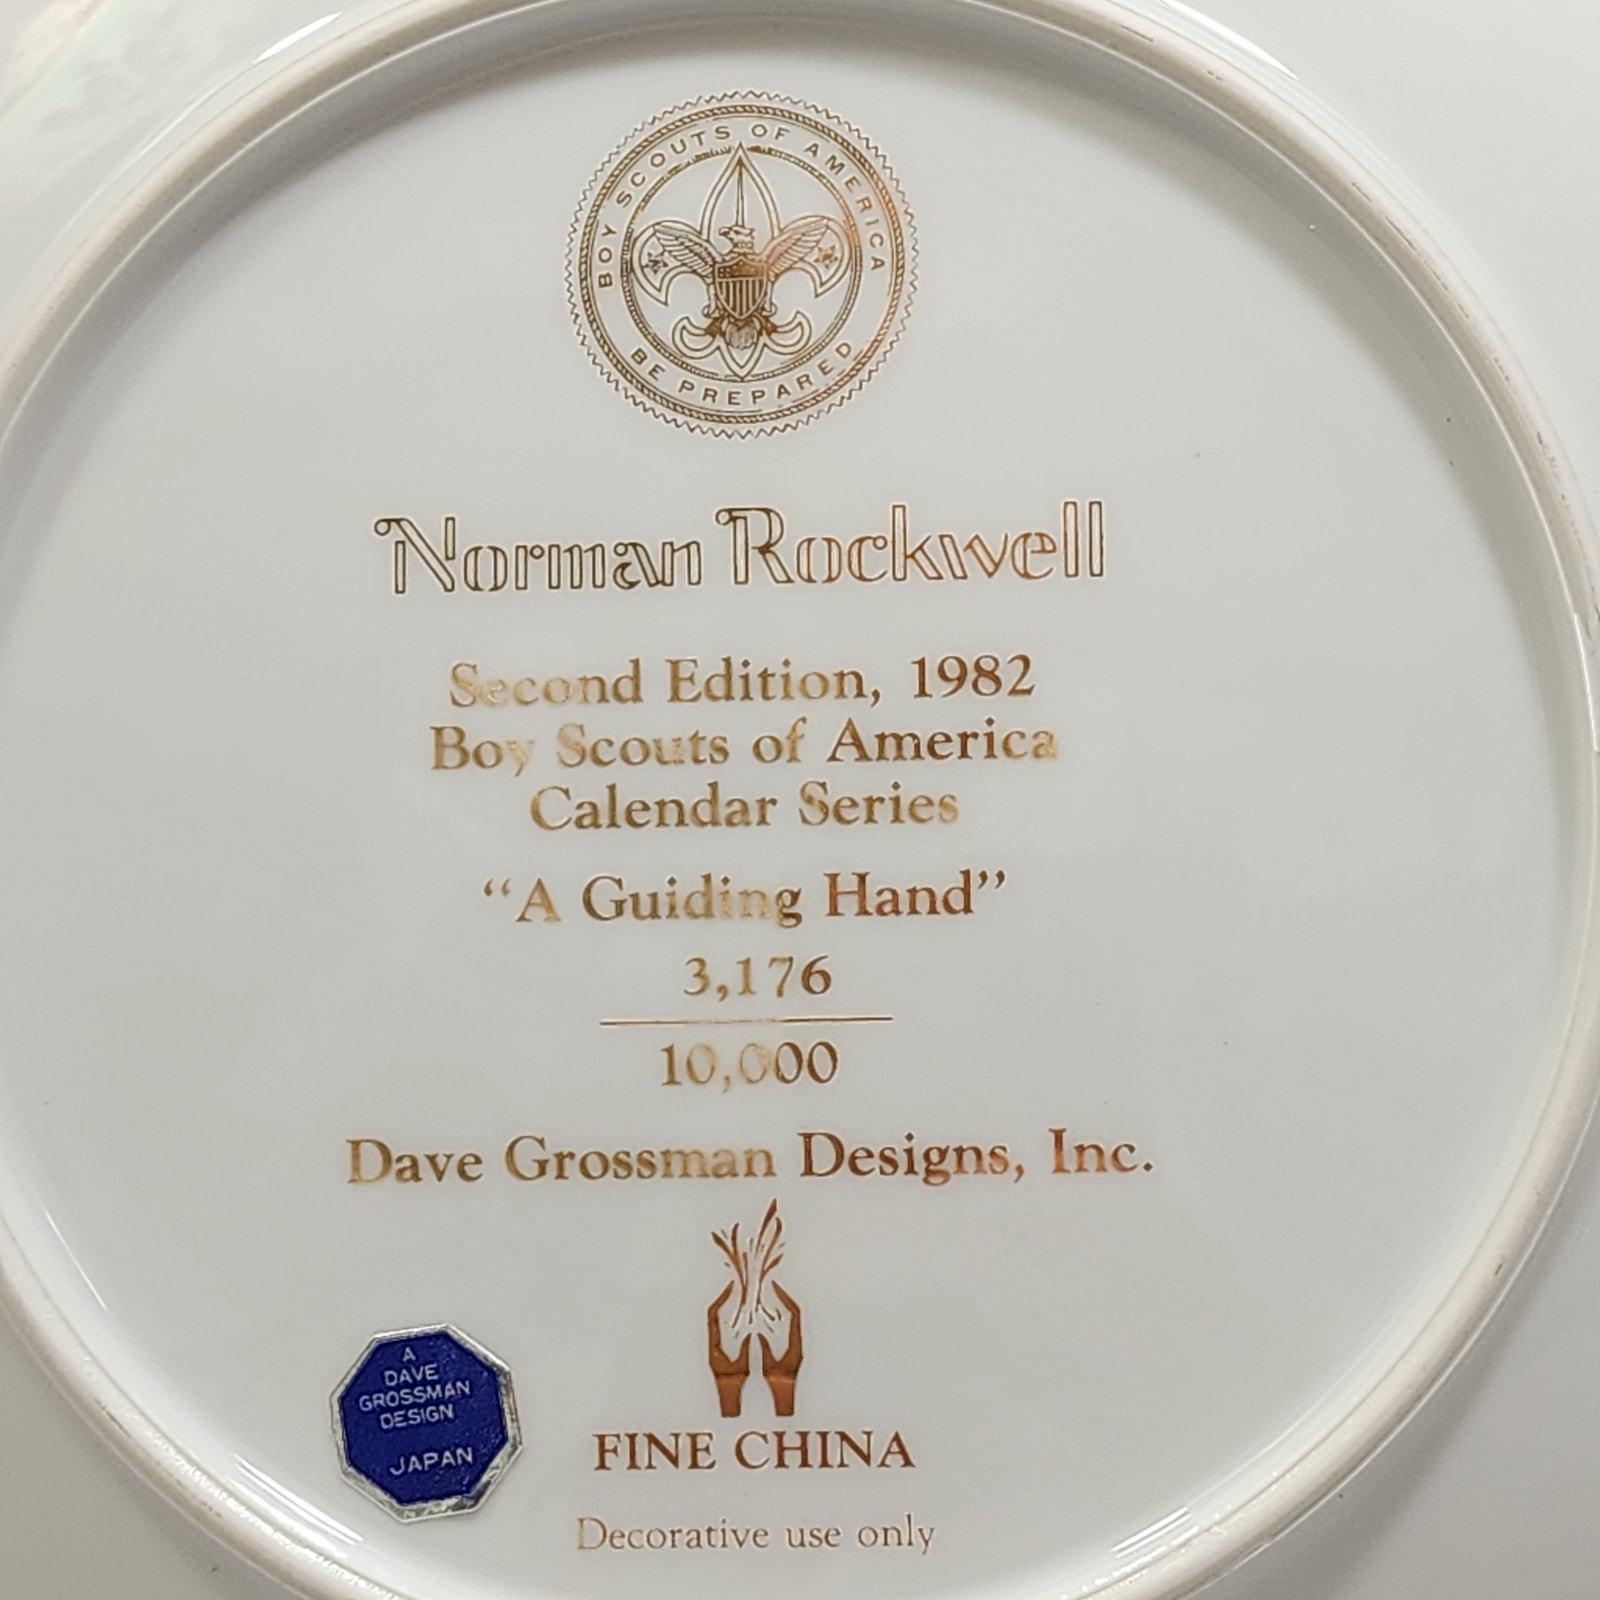 BOY SCOUTS OF AMERICA
BE PREPARED
Norman Rockwell
Second Edition, 1982
Boy Scouts of America
Calendar Series
“A Guiding Hand”
3,176
10,000
Dave Grossman Designs, Inc.
A
DAVE
GROSSMAN
DESIGN
JAPAN
FINE CHINA
Decorative use only